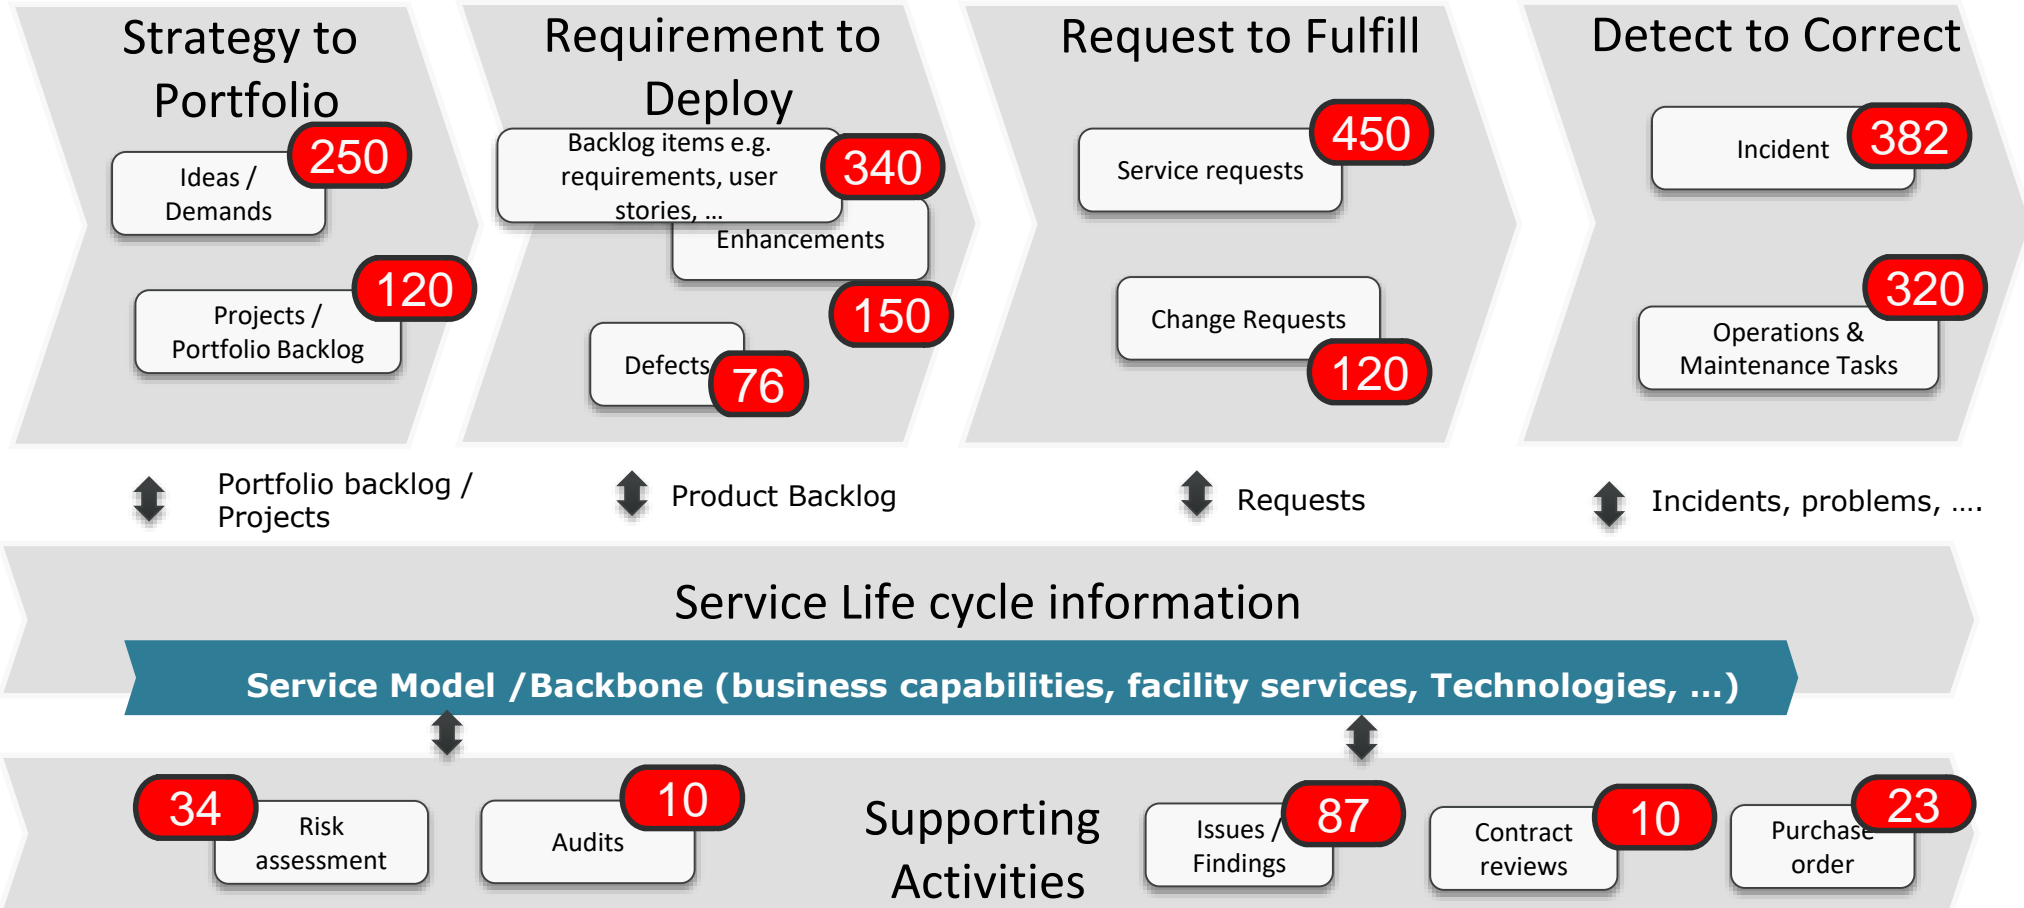 Strategy to
Portfolio
250
Ideas /
Demands
120
Projects /
Portfolio Backlog
Requirement to
Deploy
Backlog items e.g.
requirements, user
stories, ...
340
Enhancements
150
Defects
76
Request to Fulfill
450
Service requests
Change Requests
120
Detect to Correct
Incident
382
320
Operations &
Maintenance Tasks
Portfolio backlog /
Projects
Product Backlog
Requests
Incidents, problems, ....
Service Life cycle information
Service Model /Backbone (business capabilities, facility services, Technologies, ...)
34
Risk
assessment
10
Audits
Supporting
Activities
87
Issues /
Findings
10
Contract
reviews
23
Purchase
order